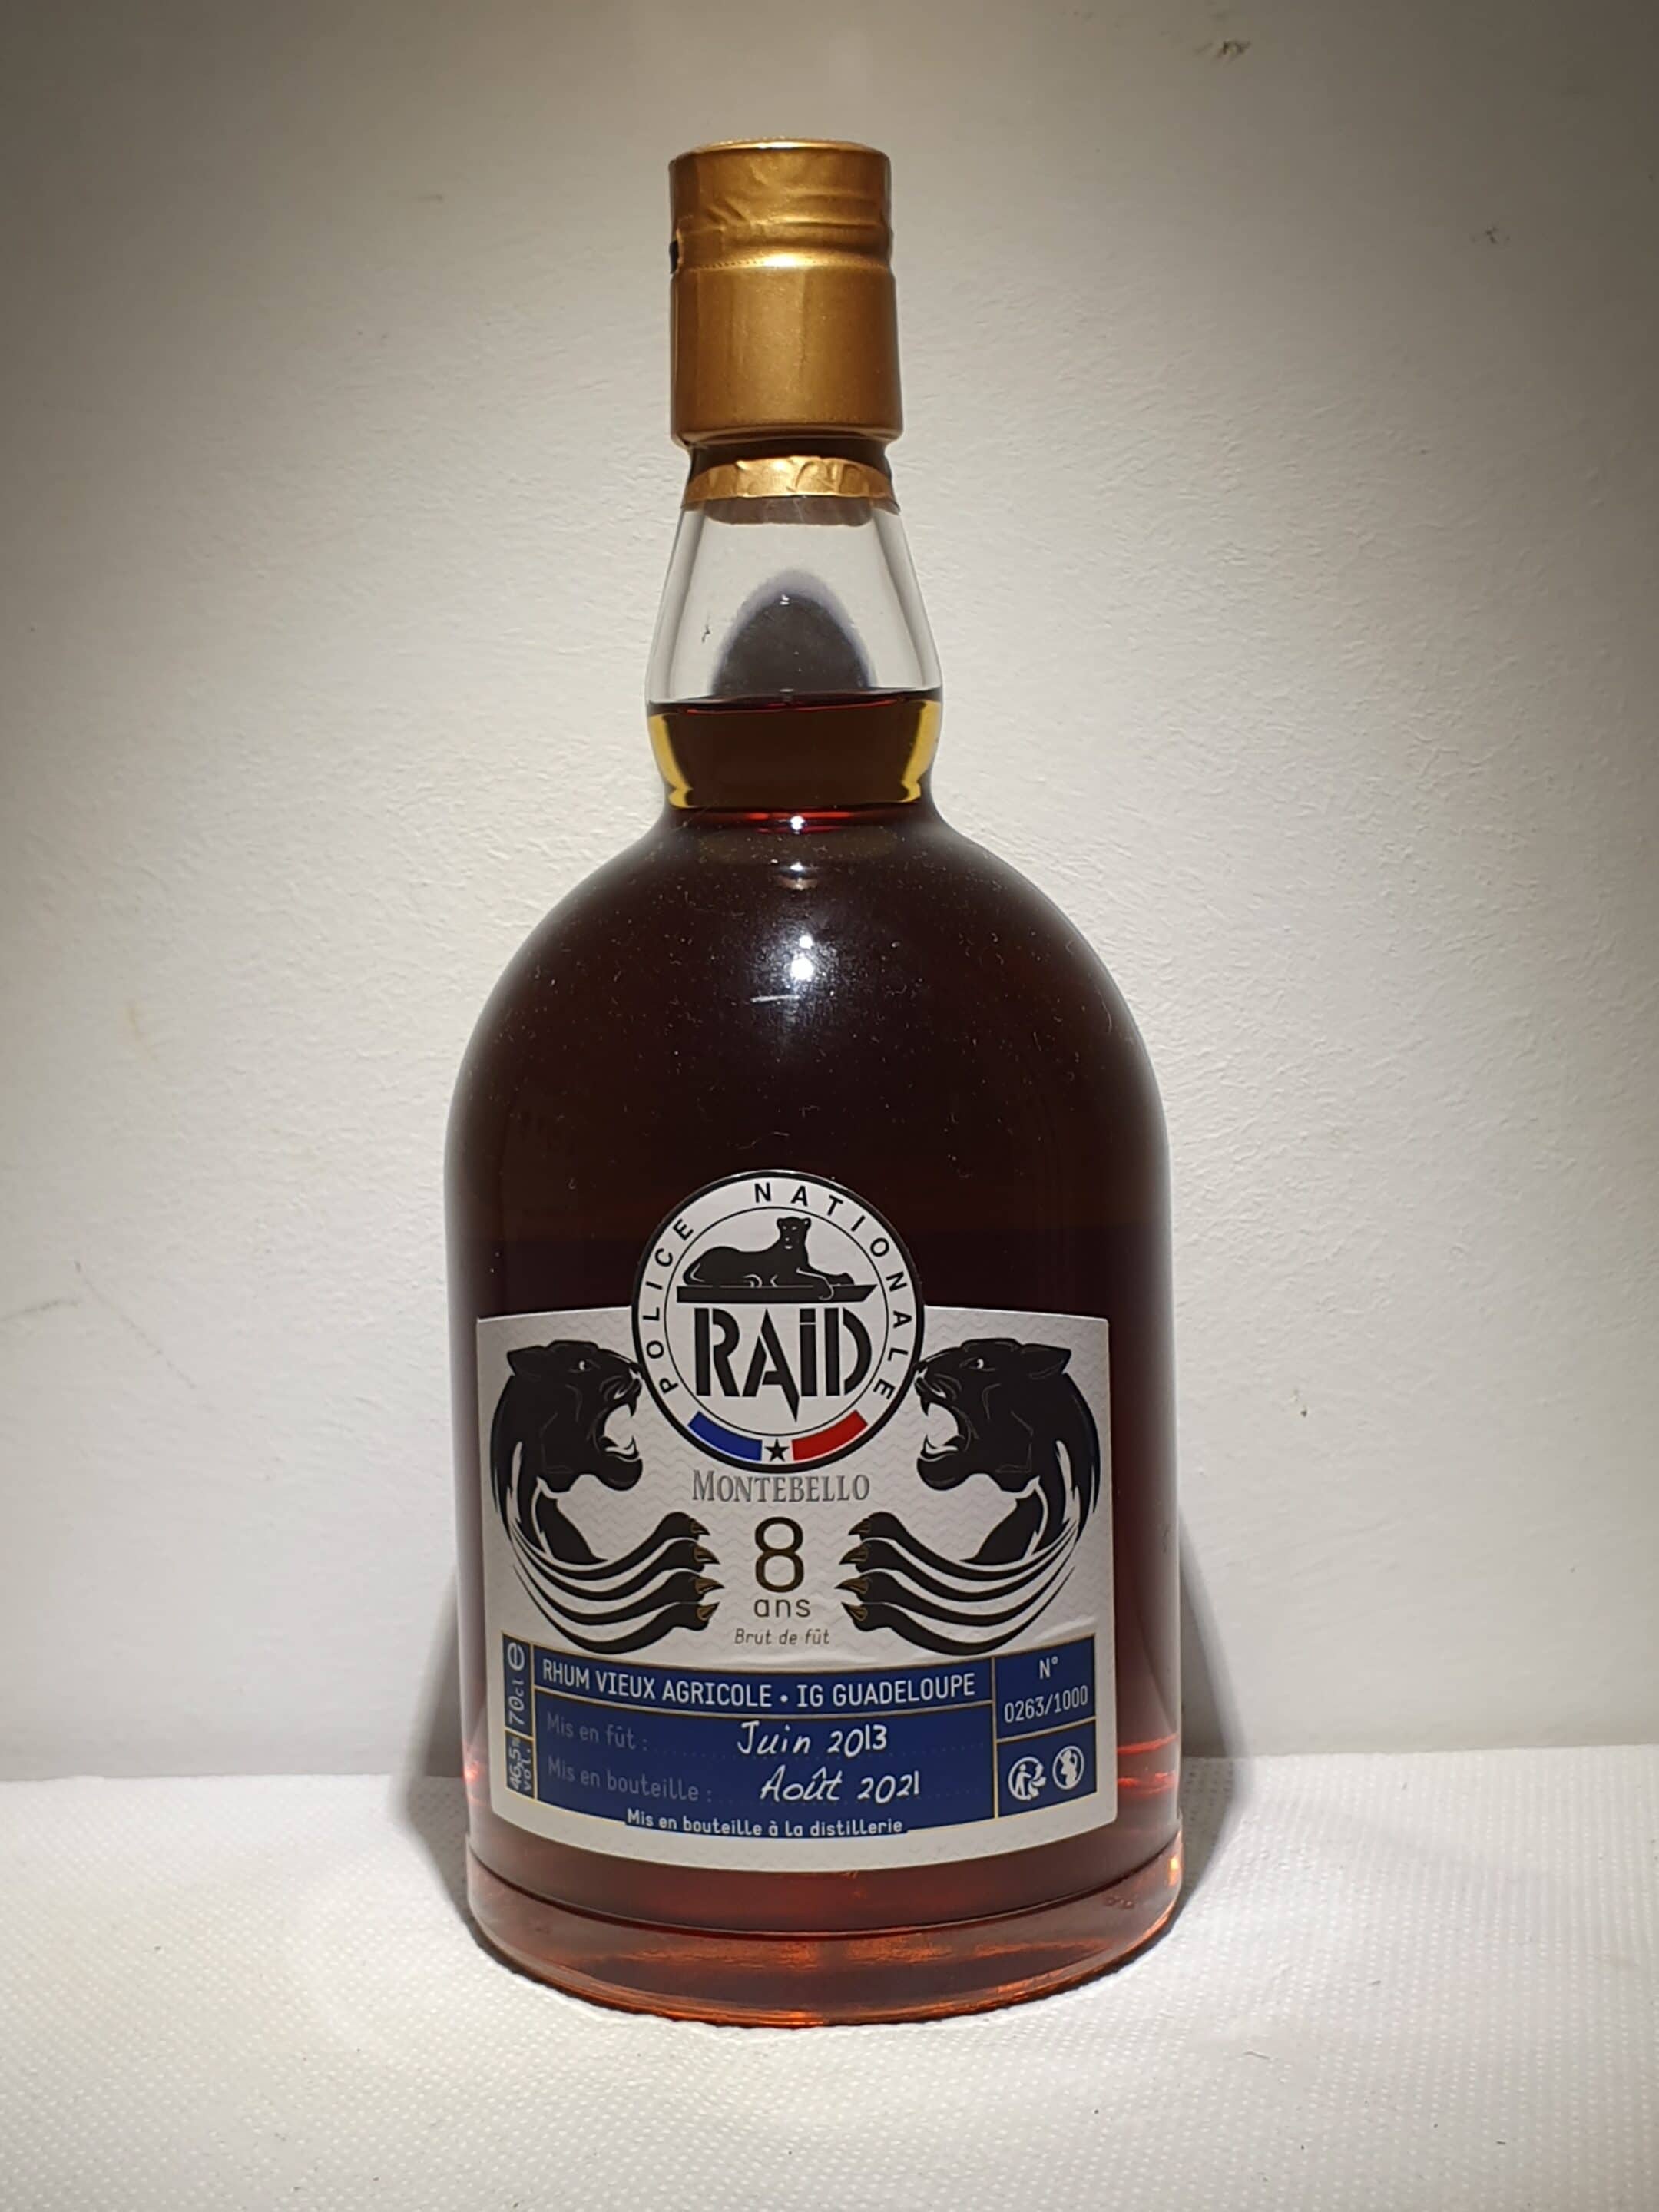 POLICE NATIONALE
RAID
MONTEBELLO
8
ans
Brut de fût
70cl e
46,5% vol.
RHUM VIEUX AGRICOLE • IG GUADELOUPE
Mis en fût : Juin 2013
Mis en bouteille : Août 2021
Mis en bouteille à la distillerie
N°
0263/1000